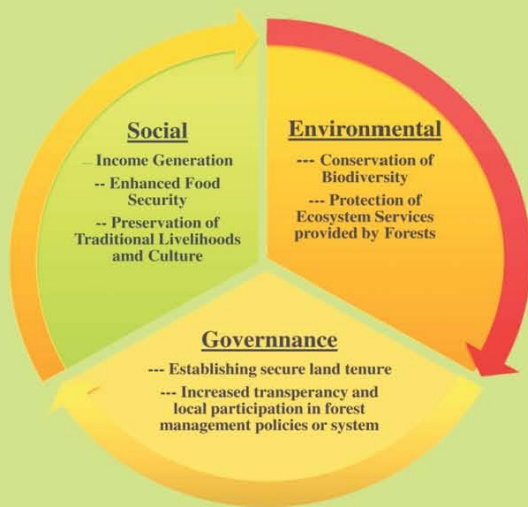 Social
— Income Generation
-- Enhanced Food
Security
-- Preservation of
Traditional Livelihoods
amd Culture
Environmental
--- Conservation of
Biodiversity
--- Protection of
Ecosystem Services
provided by Forests
Governnance
--- Establishing secure land tenure
--- Increased transperancy and
local participation in forest
management policies or system